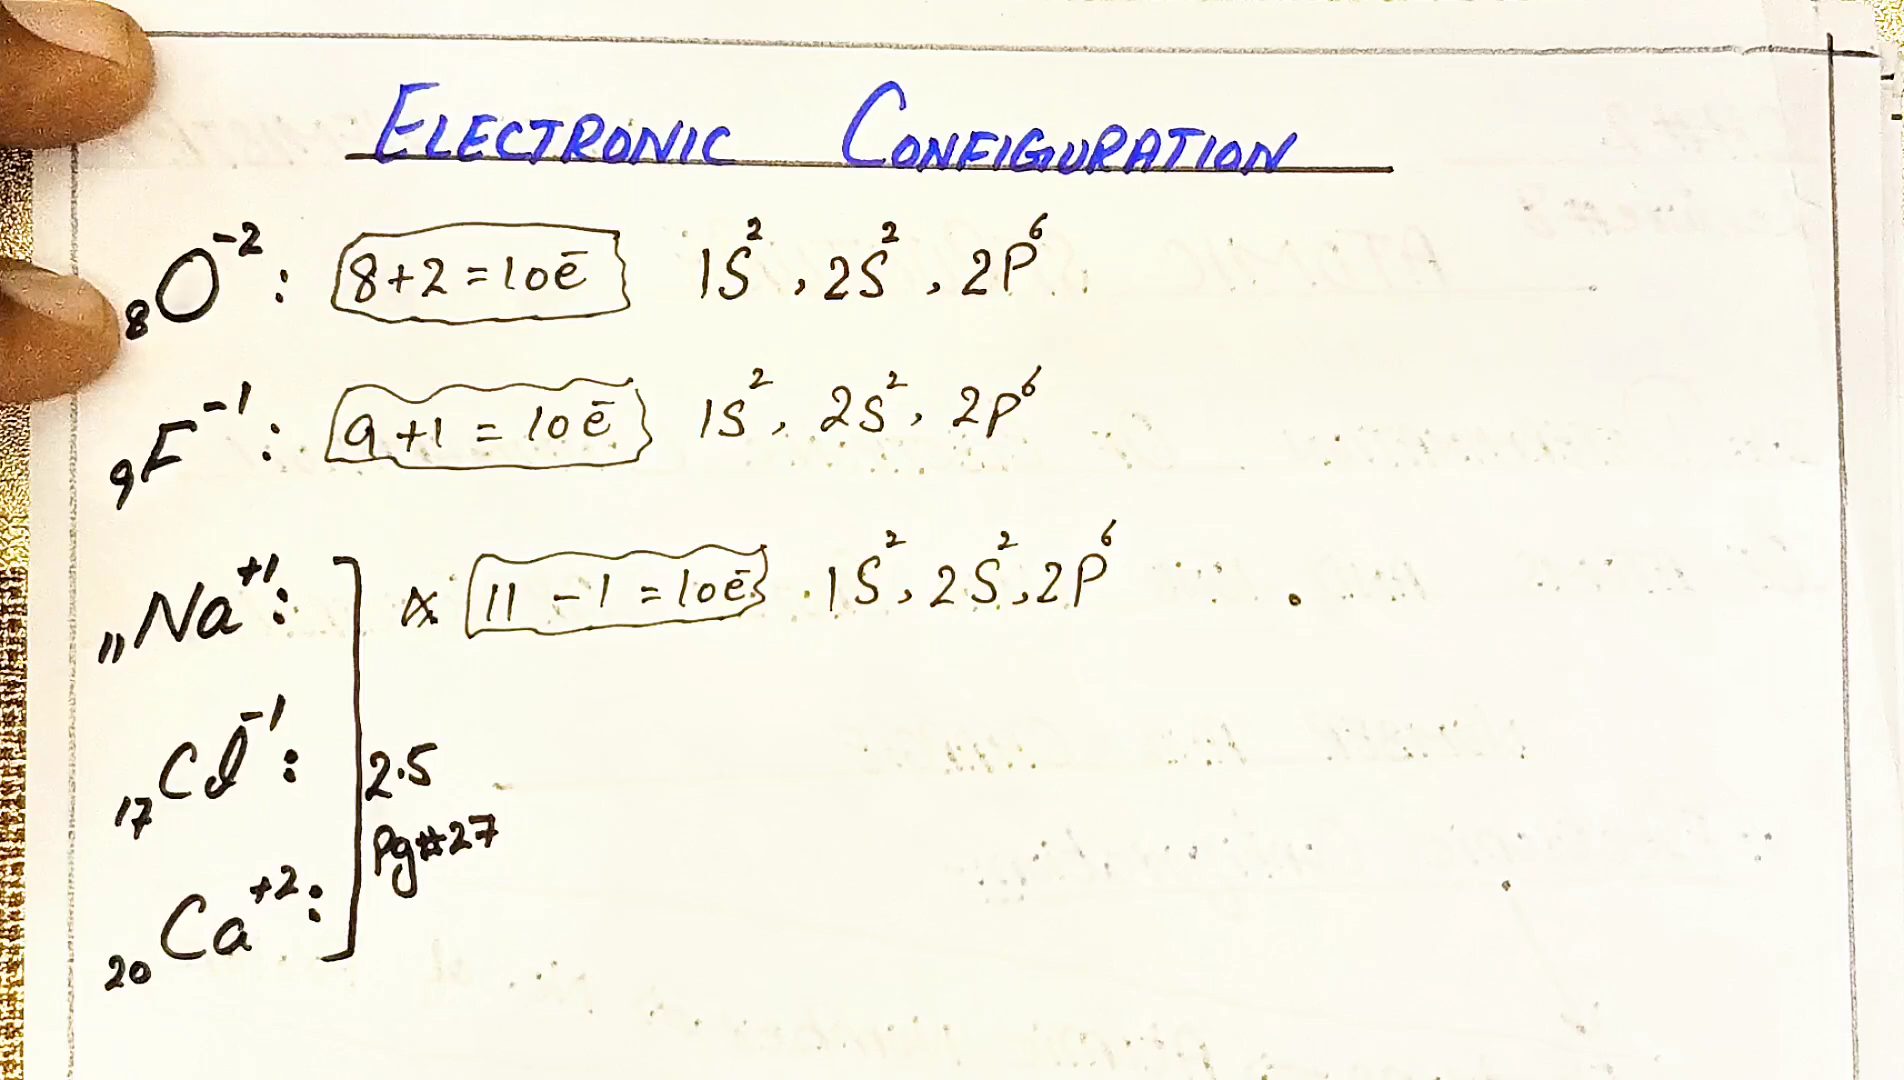 ELECTRONIC CONFIGURATION
₈O⁻²: 8+2=10ē 1S², 2S², 2P⁶
₉F⁻¹: 9+1=10ē 1S², 2S², 2P⁶
₁₁Na⁺¹: 11-1=10ē 1S², 2S², 2P⁶
₁₇Cl⁻¹: 2.5
Pg#27
₂₀Ca⁺²: